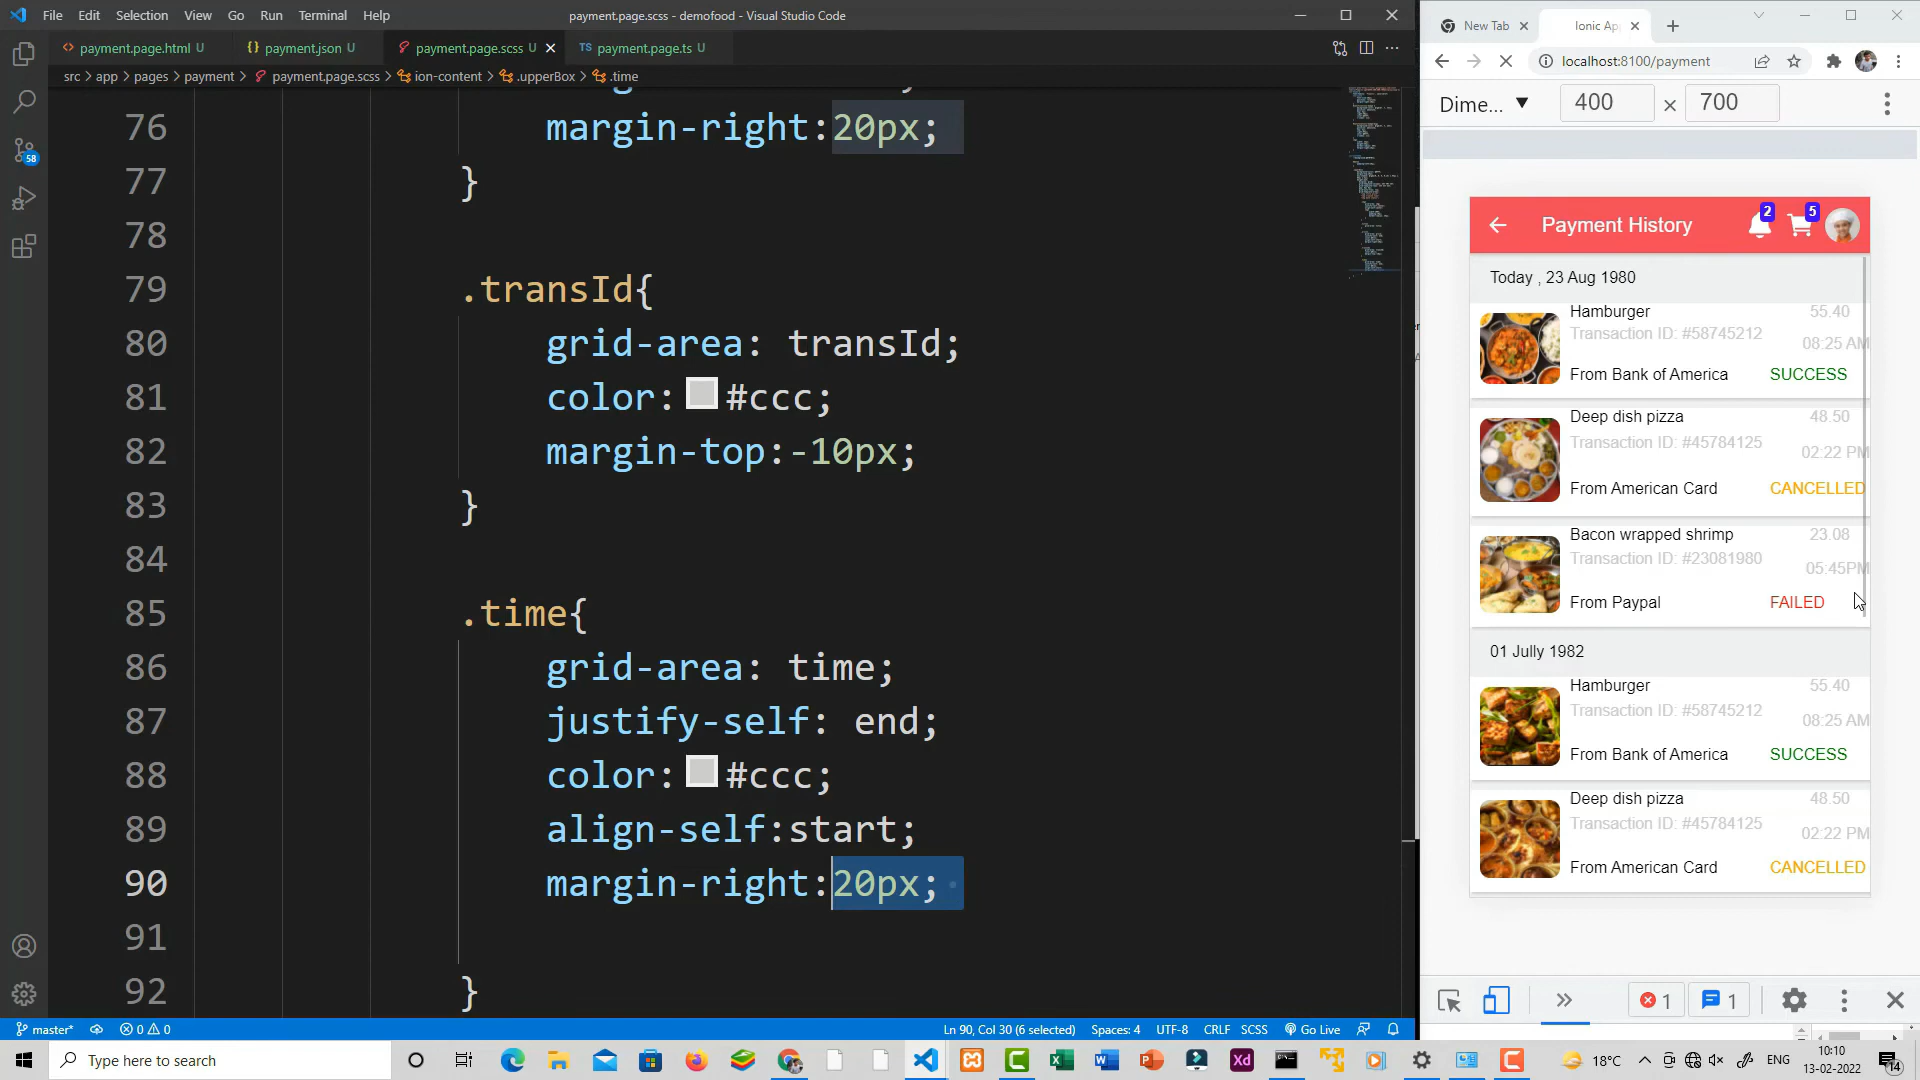 File Edit Selection View Go Run Terminal Help
payment.page.scss - demofood - Visual Studio Code
payment.page.html U
{} payment.json U
payment.page.scss U
TS payment.page.ts U
src > app > pages > payment > payment.page.scss > ion-content > .upperBox > .time
76 margin-right:20px;
77 }
78
79 .transId{
80 grid-area: transId;
81 color: #ccc;
82 margin-top:-10px;
83 }
84
85 .time{
86 grid-area: time;
87 justify-self: end;
88 color: #ccc;
89 align-self:start;
90 margin-right:20px;
91
92 }
58
master*
0 0
Ln 90, Col 30 (6 selected) Spaces: 4 UTF-8 CRLF SCSS Go Live
New Tab
Ionic Ap
localhost:8100/payment
Dime... 400 × 700
Payment History 2 5
Today , 23 Aug 1980
Hamburger 55.40
Transaction ID: #58745212 08:25 AM
From Bank of America SUCCESS
Deep dish pizza 48.50
Transaction ID: #45784125 02:22 PM
From American Card CANCELLED
Bacon wrapped shrimp 23.08
Transaction ID: #23081980 05:45PM
From Paypal FAILED
01 Jully 1982
Hamburger 55.40
Transaction ID: #58745212 08:25 AM
From Bank of America SUCCESS
Deep dish pizza 48.50
Transaction ID: #45784125 02:22 PM
From American Card CANCELLED
1 1
Type here to search
Xd
18°C
ENG
10:10
13-02-2022
14